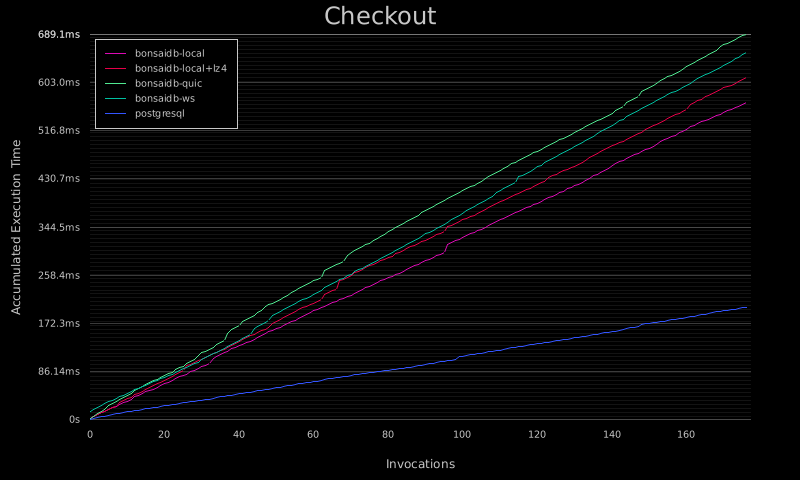 Checkout
689.1ms
603.0ms
516.8ms
430.7ms
344.5ms
258.4ms
172.3ms
86.14ms
0s
Accumulated Execution Time
bonsaidb-local
bonsaidb-local+lz4
bonsaidb-quic
bonsaidb-ws
postgresql
0 20 40 60 80 100 120 140 160
Invocations